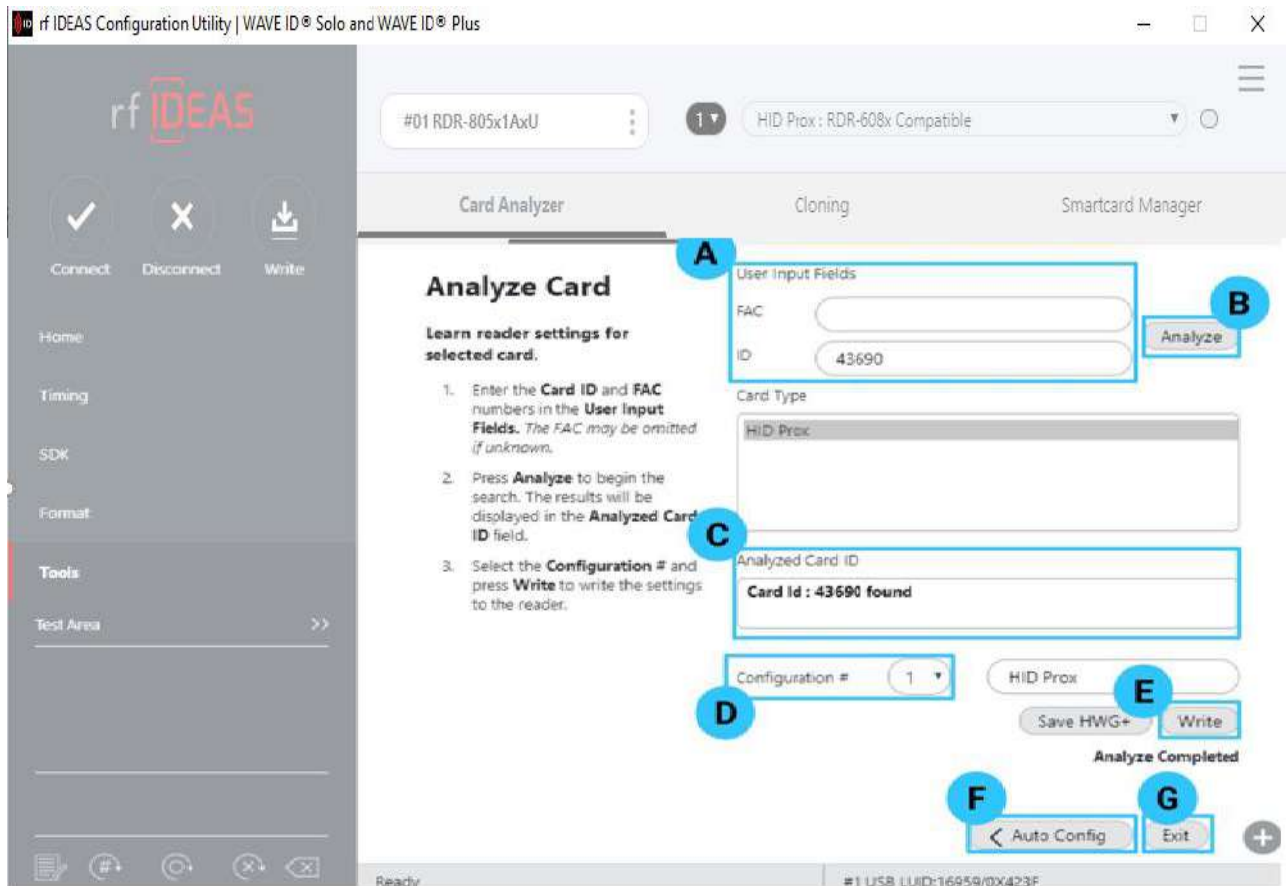 rf IDEAS Configuration Utility | WAVE ID® Solo and WAVE ID® Plus
rf IDEAS
#01 RDR-805x1AxU
1
HID Prox : RDR-608x Compatible
Connect
Disconnect
Write
Card Analyzer
Cloning
Smartcard Manager
Home
Timing
SDK
Format
Tools
Test Area >>
Analyze Card
Learn reader settings for
selected card.
1. Enter the Card ID and FAC
numbers in the User Input
Fields. The FAC may be omitted
if unknown.
2. Press Analyze to begin the
search. The results will be
displayed in the Analyzed Card
ID field.
3. Select the Configuration # and
press Write to write the settings
to the reader.
A
User Input Fields
FAC
ID 43690
B
Analyze
Card Type
HID Prox
C
Analyzed Card ID
Card Id : 43690 found
Configuration # 1
HID Prox
D
E
Save HWG+
Write
Analyze Completed
F
G
< Auto Config
Exit
Ready
#1 USB LUID:16959/0X423F